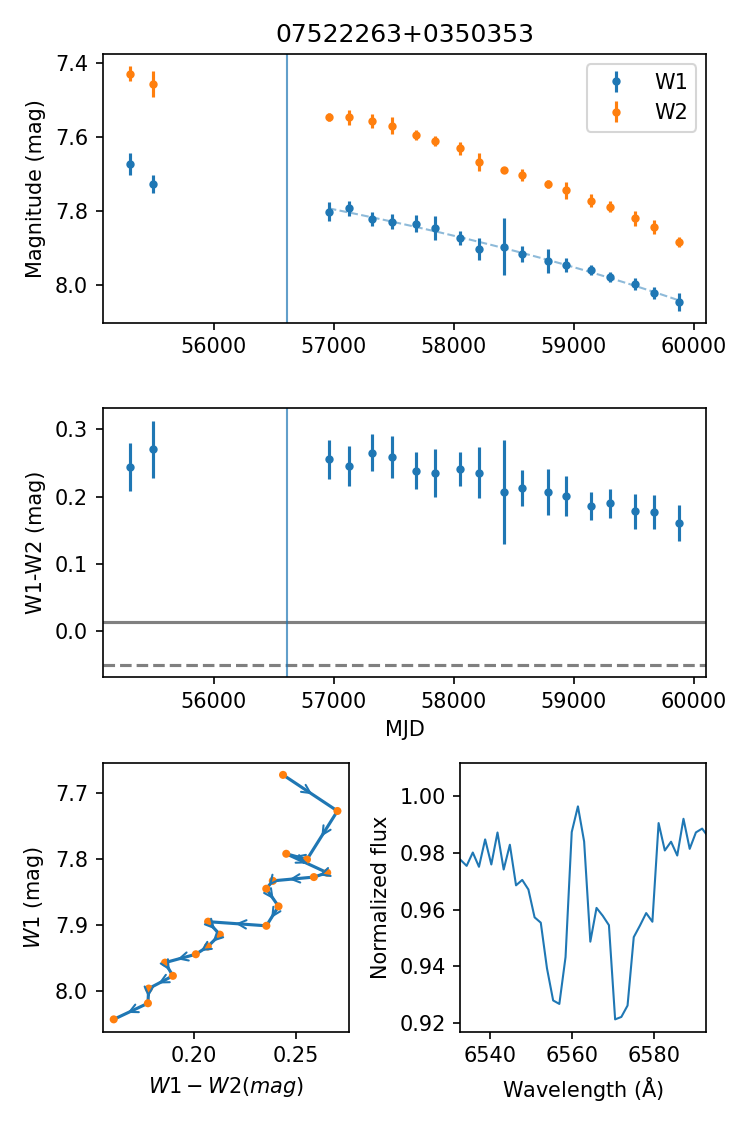 07522263+0350353
Magnitude (mag)
7.4
7.6
7.8
8.0
W1
W2
56000 57000 58000 59000 60000
W1-W2 (mag)
0.3
0.2
0.1
0.0
56000 57000 58000 59000 60000
MJD
W1 (mag)
7.7
7.8
7.9
8.0
0.20 0.25
W1 − W2(mag)
Normalized flux
1.00
0.98
0.96
0.94
0.92
6540 6560 6580
Wavelength (Å)